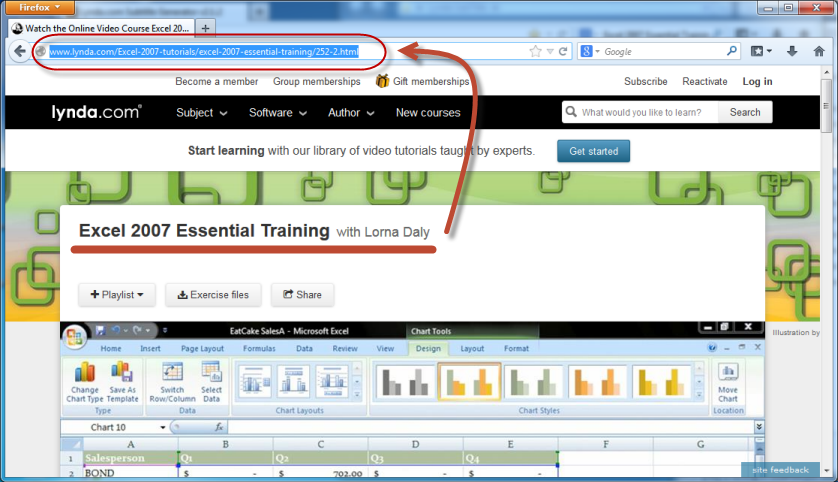 Firefox
Watch the Online Video Course Excel 20...
www.lynda.com/Excel-2007-tutorials/excel-2007-essential-training/252-2.html
Google
Become a member Group memberships Gift memberships Subscribe Reactivate Log in
lynda.com Subject Software Author New courses What would you like to learn? Search
Start learning with our library of video tutorials taught by experts. Get started
Excel 2007 Essential Training with Lorna Daly
Playlist Exercise files Share
Illustration by
EatCake SalesA - Microsoft Excel Chart Tools
Home Insert Page Layout Formulas Data Review View Design Layout Format
Change Chart Type Save As Template Switch Row/Column Select Data Move Chart
Type Data Chart Layouts Chart Styles Location
Chart 10 fx
A B C D E F G
1 Salesperson Q1 Q2 Q3 Q4
2 BOND $ - $ 702.00 $ - $ -
site feedback